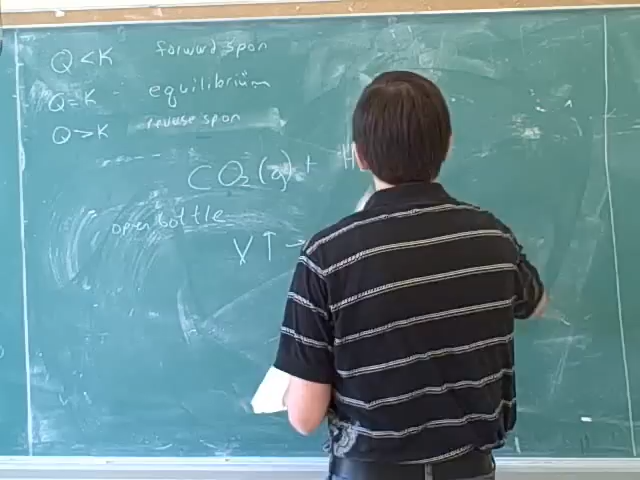 Q < K forward spon
Q = K equilibrium
Q > K reverse spon
CO₂(g) + H
open bottle
V↑ →